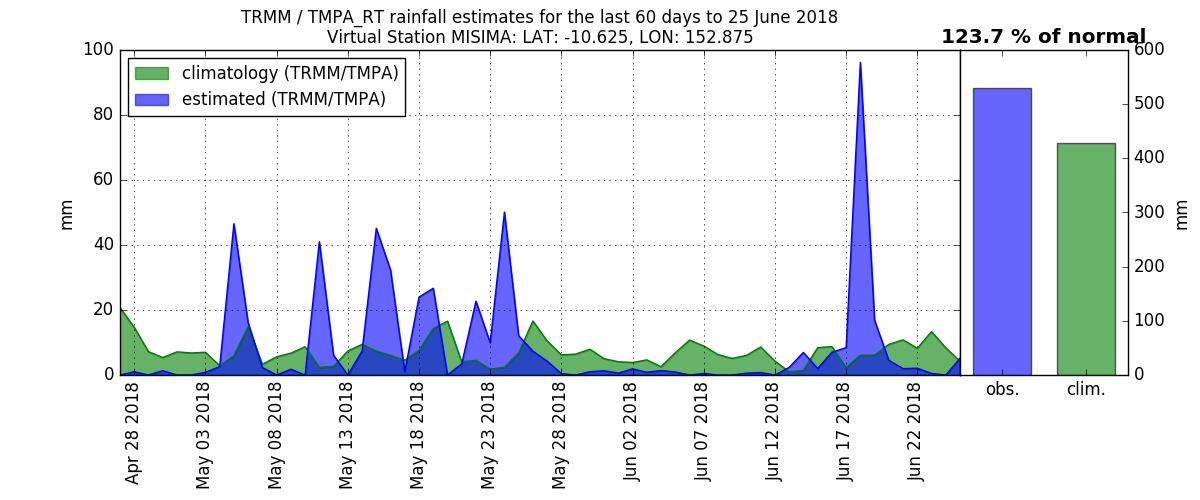 TRMM / TMPA_RT rainfall estimates for the last 60 days to 25 June 2018
Virtual Station MISIMA: LAT: -10.625, LON: 152.875
123.7 % of normal
climatology (TRMM/TMPA)
estimated (TRMM/TMPA)
mm
100
80
60
40
20
0
Apr 28 2018
May 03 2018
May 08 2018
May 13 2018
May 18 2018
May 23 2018
May 28 2018
Jun 02 2018
Jun 07 2018
Jun 12 2018
Jun 17 2018
Jun 22 2018
obs.
clim.
600
500
400
300
200
100
0
mm